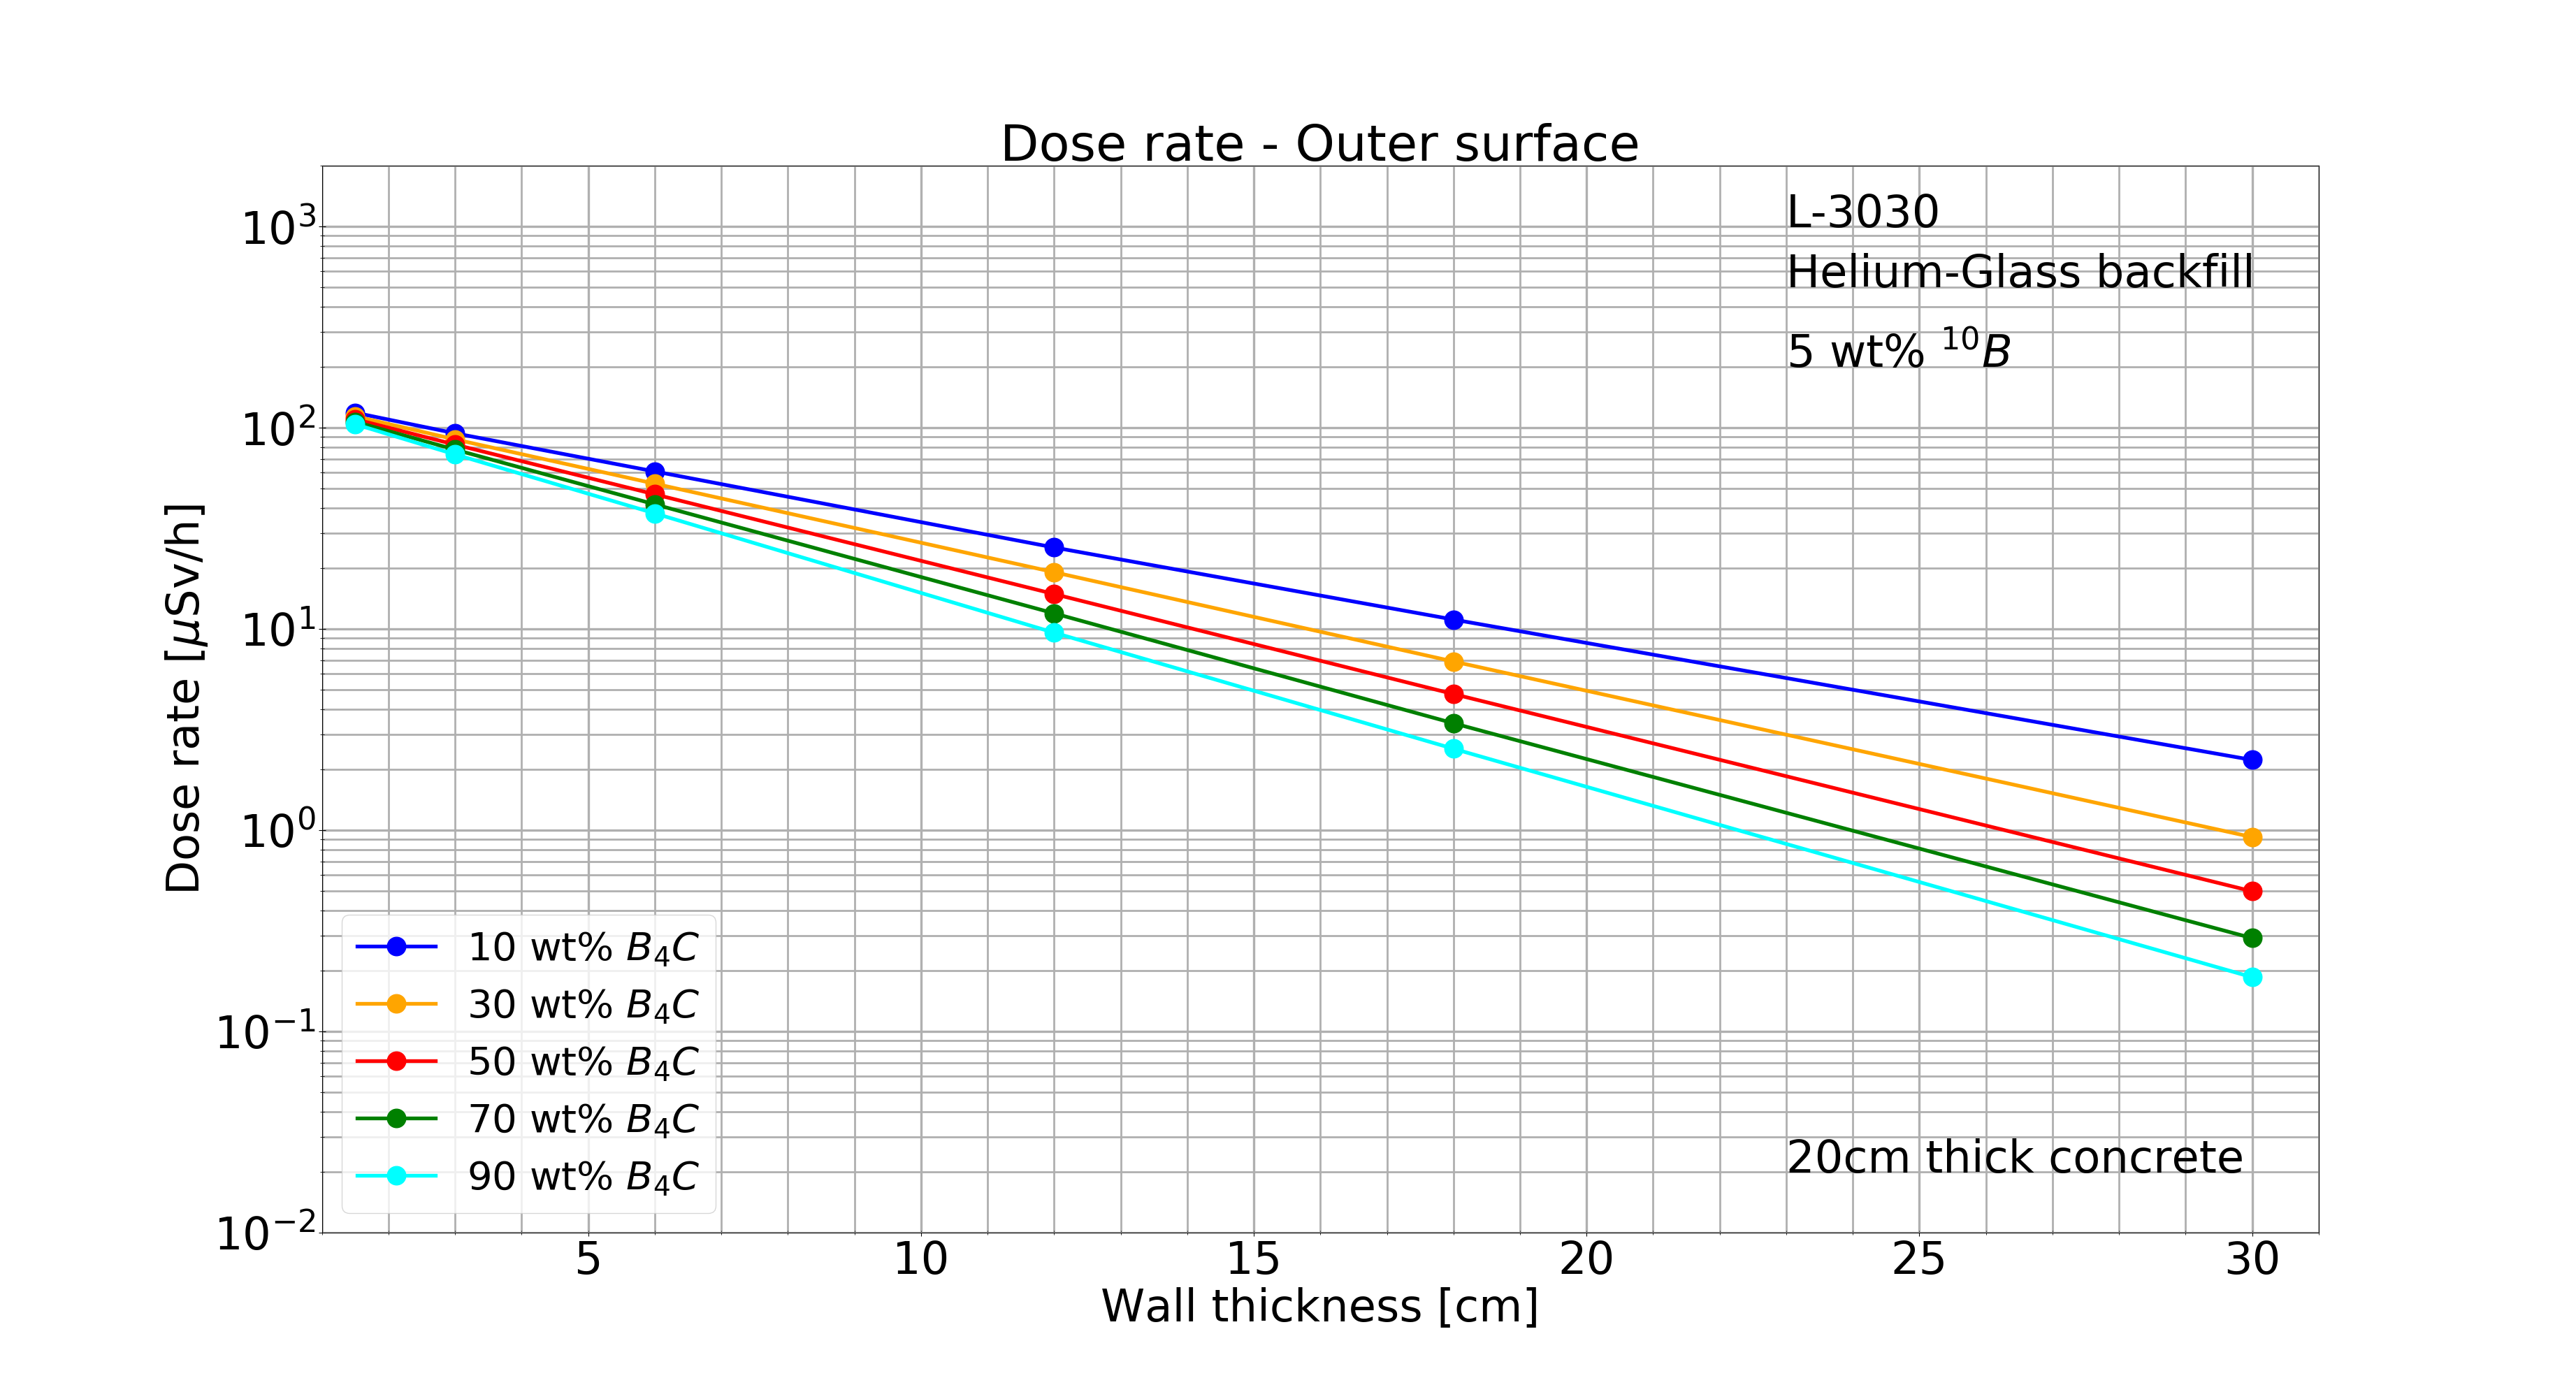 Dose rate - Outer surface
L-3030
Helium-Glass backfill
5 wt% ¹⁰B
20cm thick concrete
Dose rate [μSv/h]
10³
10²
10¹
10⁰
10⁻¹
10⁻²
10 wt% B₄C
30 wt% B₄C
50 wt% B₄C
70 wt% B₄C
90 wt% B₄C
5 10 15 20 25 30
Wall thickness [cm]